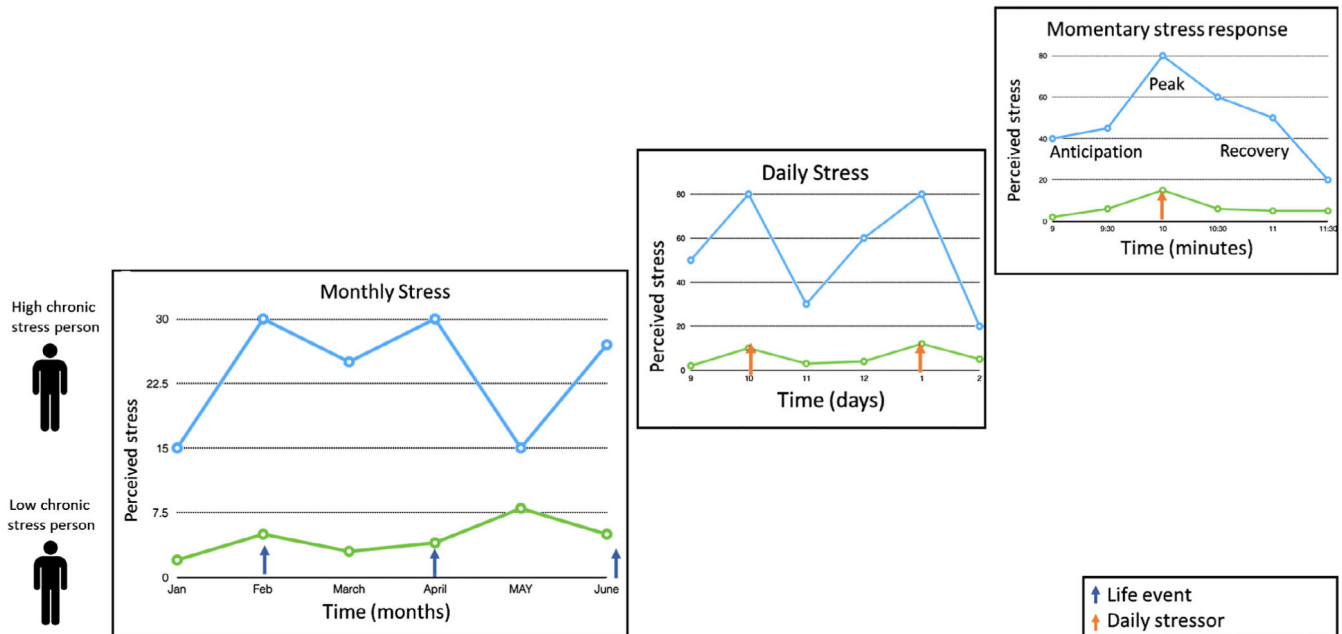 Momentary stress response
Perceived stress
80
60
40
20
0
Peak
Anticipation
Recovery
9
9:30
10
10:30
11
11:30
Time (minutes)
Daily Stress
Perceived stress
80
60
40
20
0
9
10
11
12
1
2
Time (days)
High chronic
stress person
Low chronic
stress person
Monthly Stress
Perceived stress
30
22.5
15
7.5
0
Jan
Feb
March
April
MAY
June
Time (months)
Life event
Daily stressor